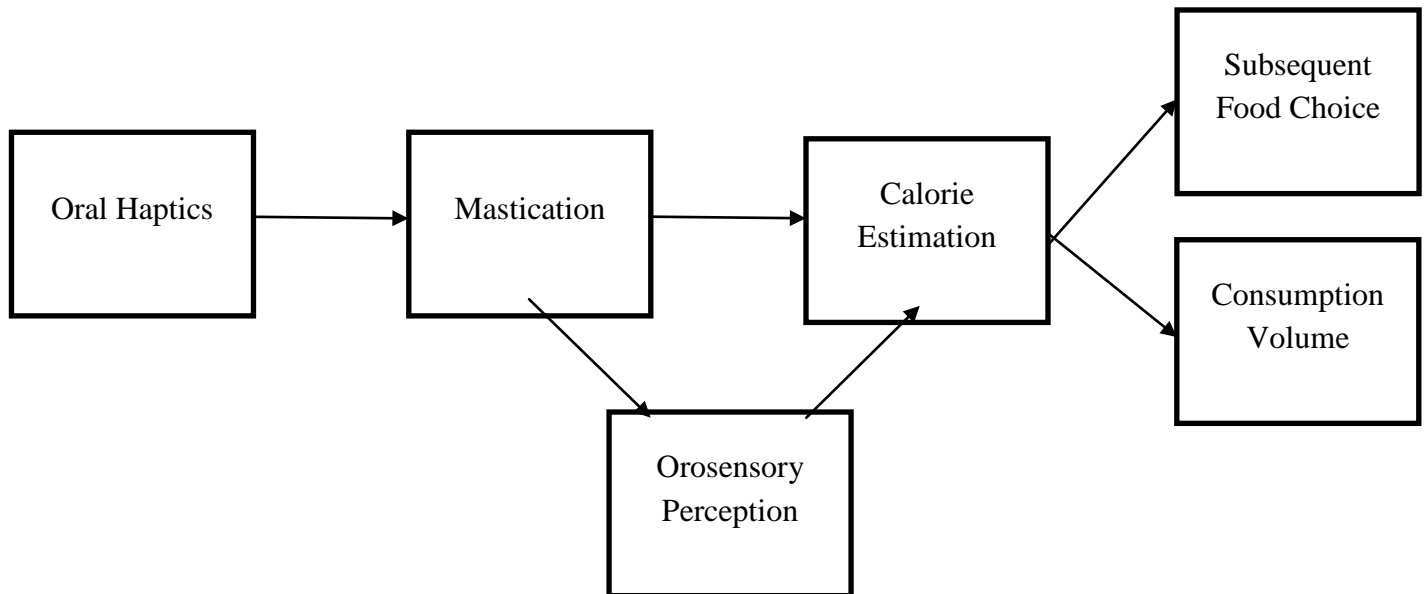 Oral Haptics
Mastication
Calorie
Estimation
Subsequent
Food Choice
Consumption
Volume
Orosensory
Perception